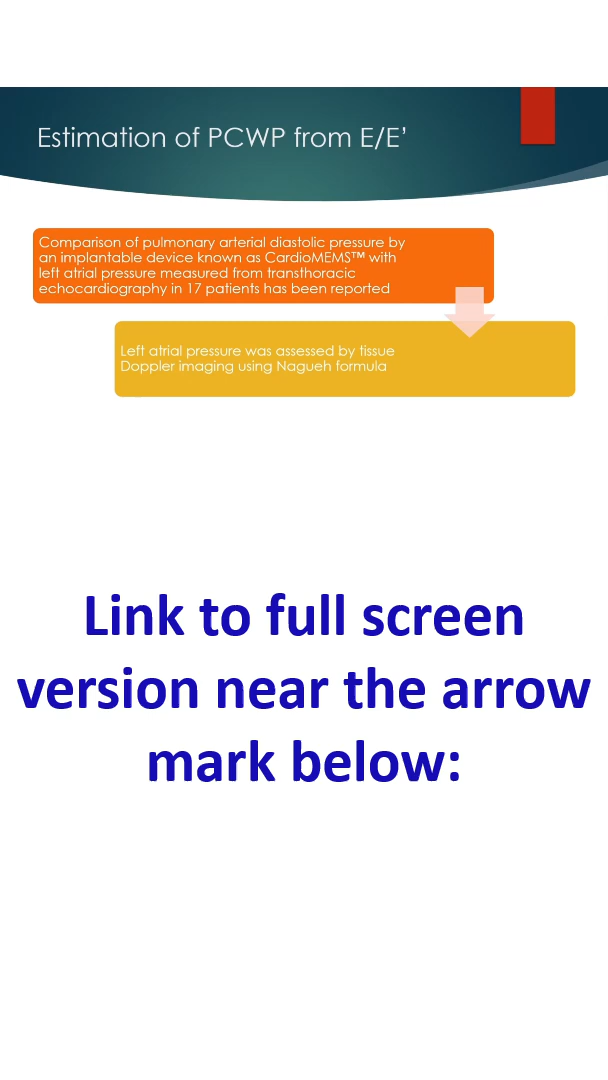 Estimation of PCWP from E/E’
Comparison of pulmonary arterial diastolic pressure by
an implantable device known as CardioMEMS™ with
left atrial pressure measured from transthoracic
echocardiography in 17 patients has been reported
Left atrial pressure was assessed by tissue
Doppler imaging using Nagueh formula
Link to full screen
version near the arrow
mark below: